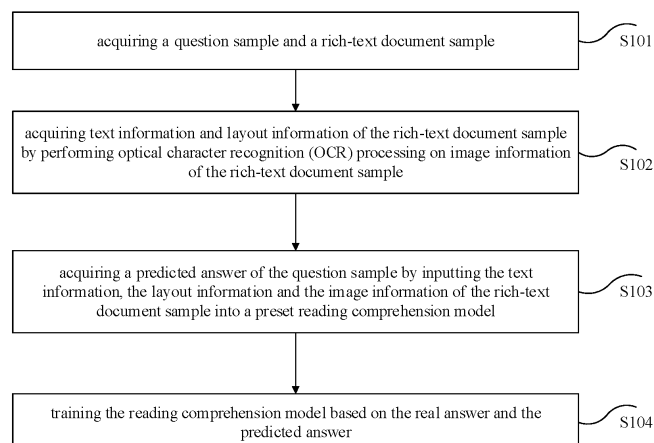 acquiring a question sample and a rich-text document sample
S101
acquiring text information and layout information of the rich-text document sample
by performing optical character recognition (OCR) processing on image information
of the rich-text document sample
S102
acquiring a predicted answer of the question sample by inputting the text
information, the layout information and the image information of the rich-text
document sample into a preset reading comprehension model
S103
training the reading comprehension model based on the real answer and the
predicted answer
S104